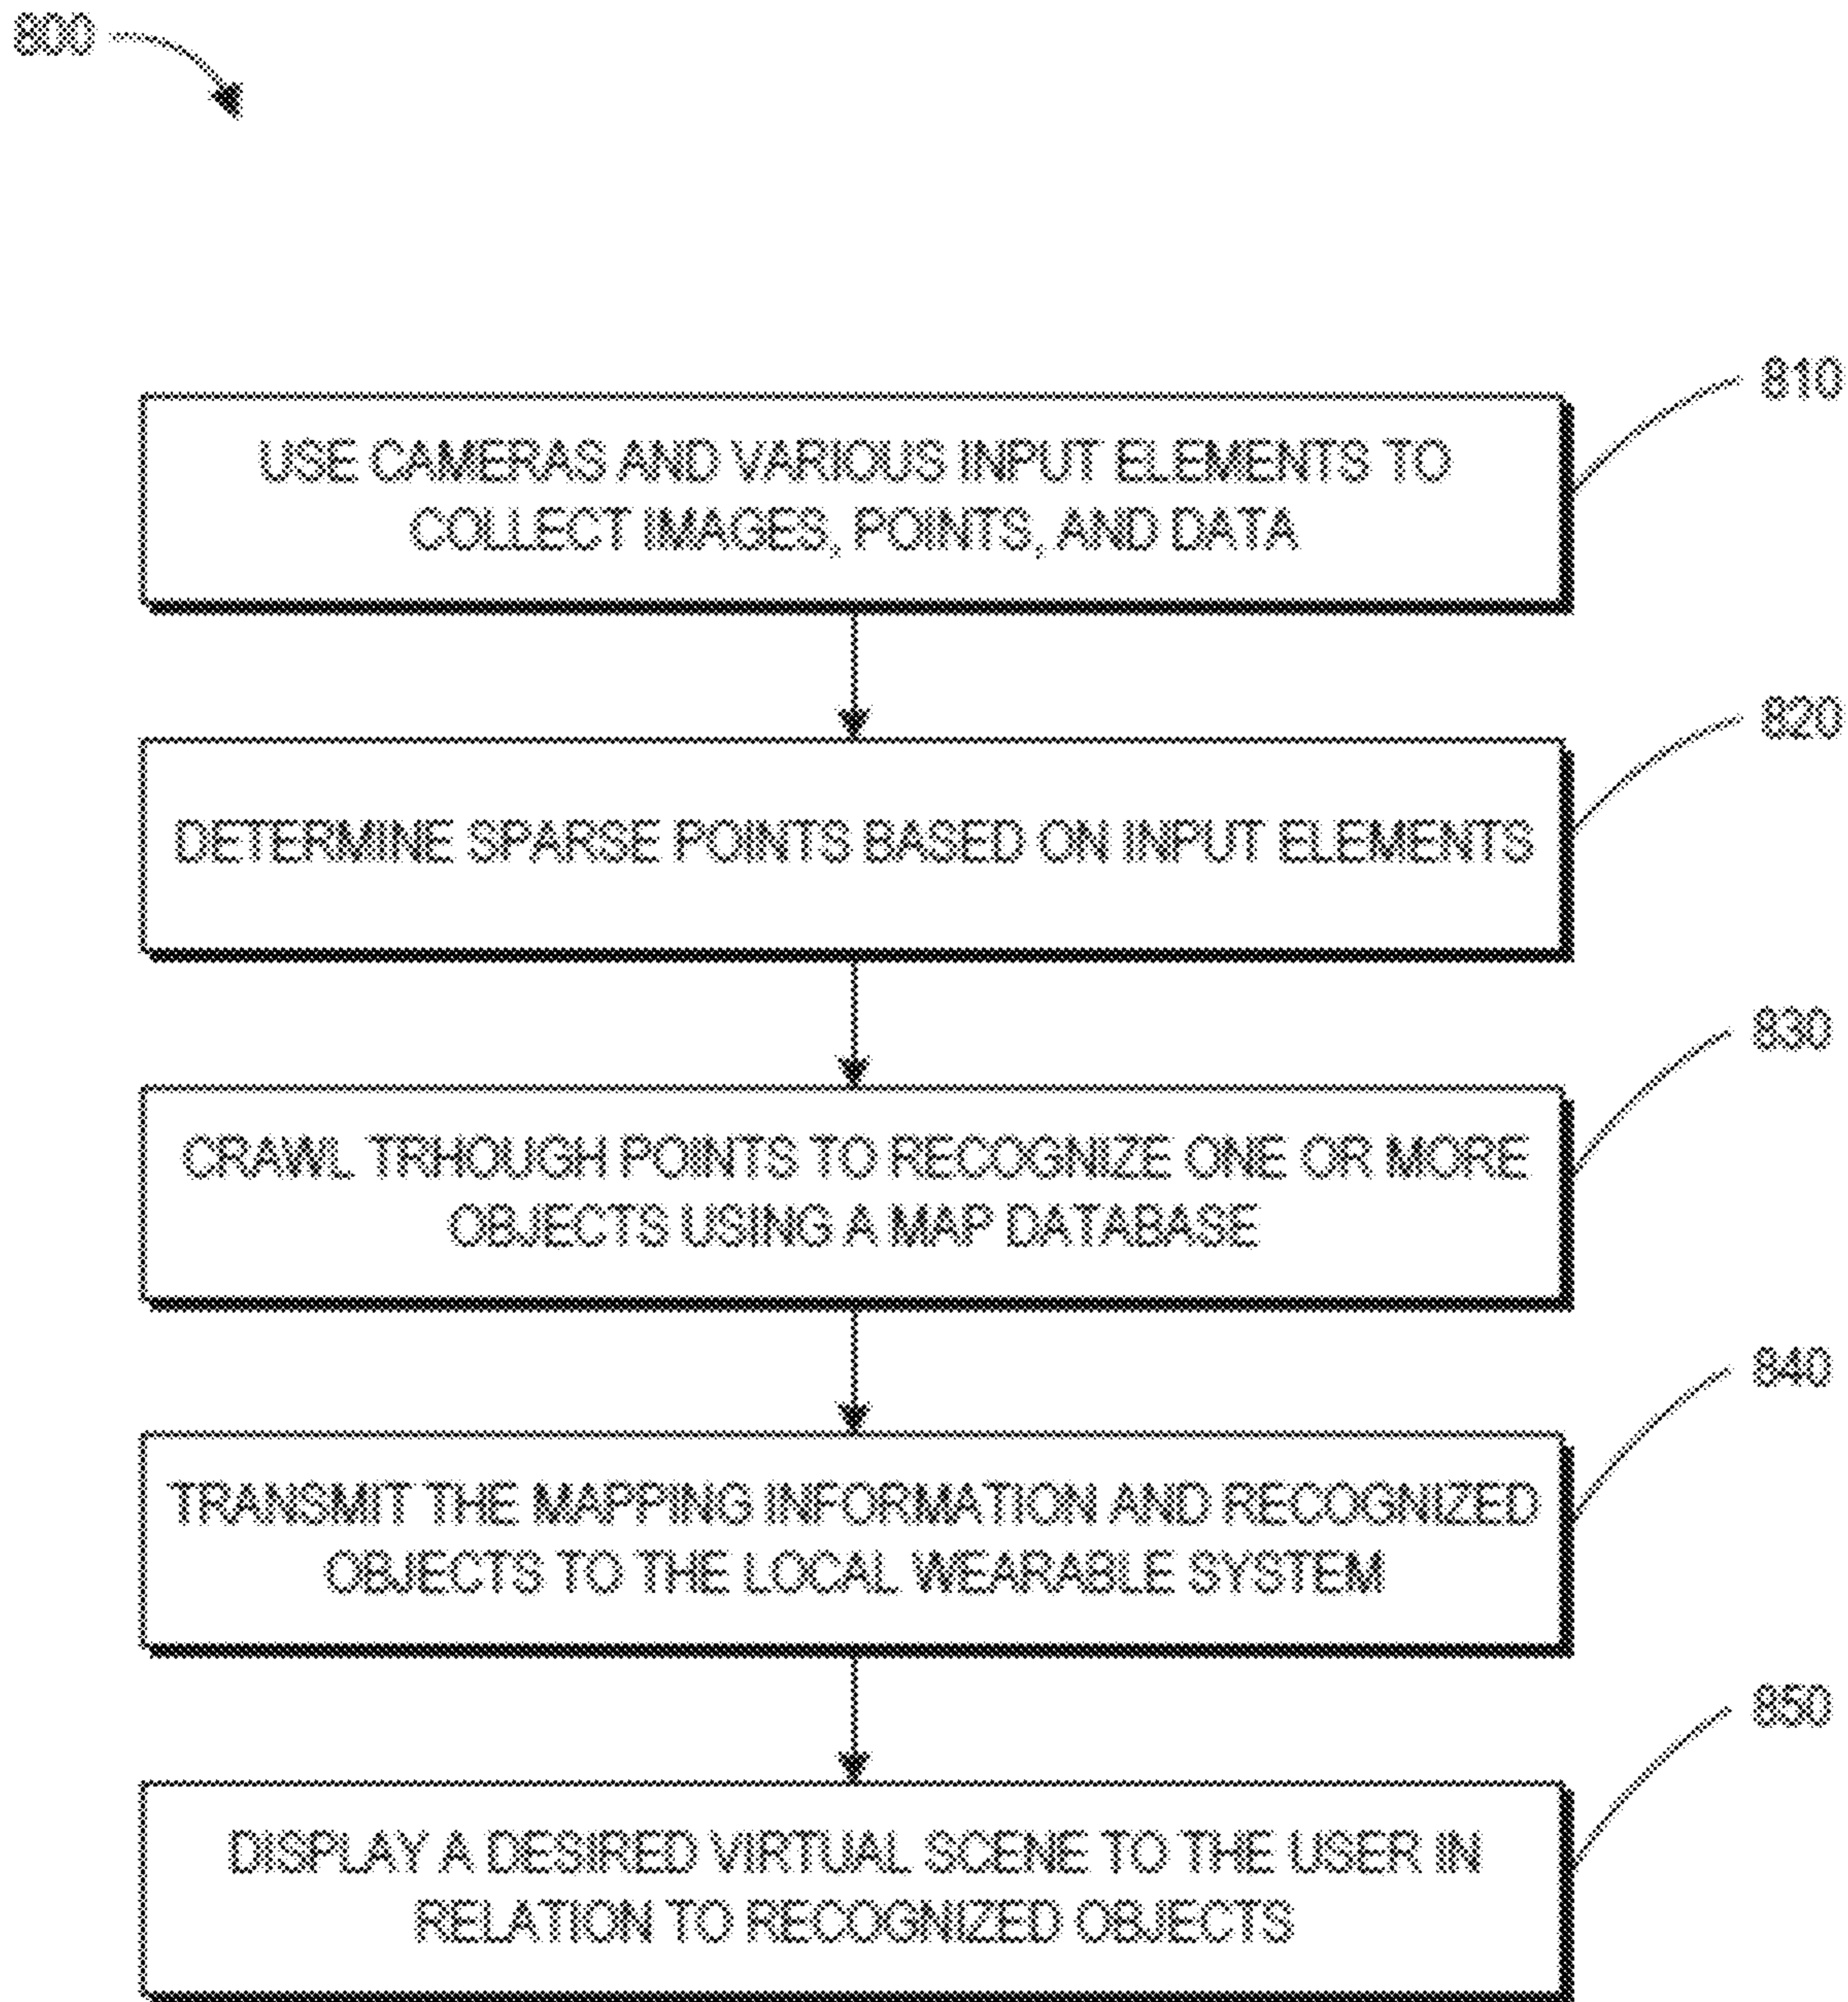 800
810
USE CAMERAS AND VARIOUS INPUT ELEMENTS TO
COLLECT IMAGES, POINTS, AND DATA
820
DETERMINE SPARSE POINTS BASED ON INPUT ELEMENTS
830
CRAWL TRHOUGH POINTS TO RECOGNIZE ONE OR MORE
OBJECTS USING A MAP DATABASE
840
TRANSMIT THE MAPPING INFORMATION AND RECOGNIZED
OBJECTS TO THE LOCAL WEARABLE SYSTEM
850
DISPLAY A DESIRED VIRTUAL SCENE TO THE USER IN
RELATION TO RECOGNIZED OBJECTS